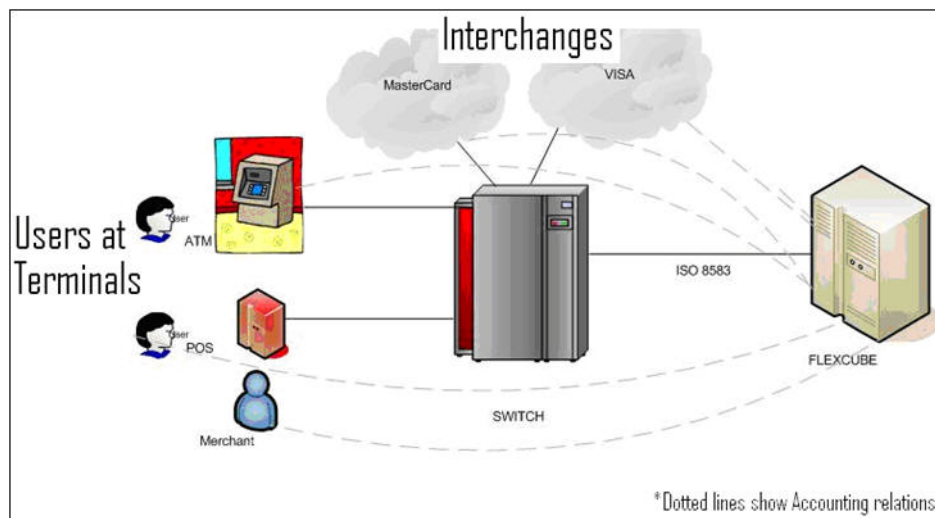 Interchanges
MasterCard
VISA
User
ATM
Users at
Terminals
ISO 8583
User
POS
FLEXCUBE
SWITCH
Merchant
*Dotted lines show Accounting relations